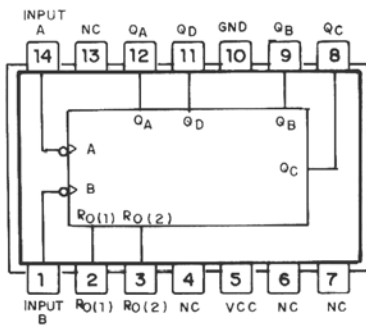 INPUT
A NC QA QD GND QB QC
14 13 12 11 10 9 8
QA QD QB
A
QC
B
RO(1) RO(2)
1 2 3 4 5 6 7
INPUT RO(1) RO(2) NC VCC NC NC
B